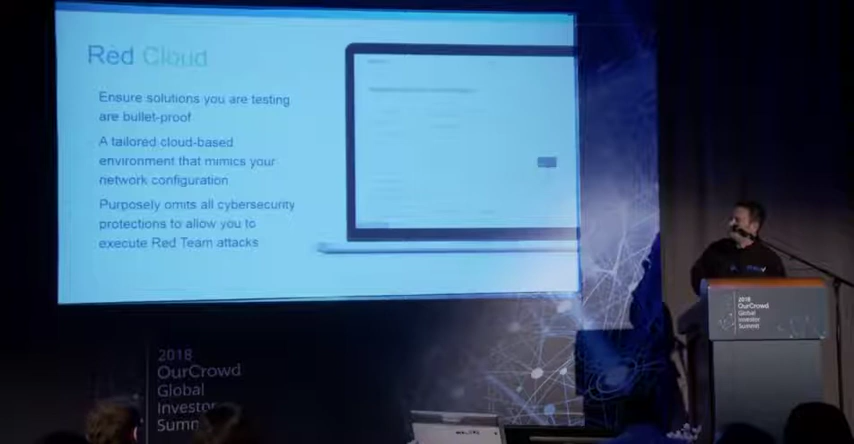 Red Cloud
Ensure solutions you are testing
are bullet-proof
A tailored cloud-based
environment that mimics your
network configuration
Purposely omits all cybersecurity
protections to allow you to
execute Red Team attacks
2018
OurCrowd
Global
Investor
Summit
2018
OurCrowd
Global
Investor